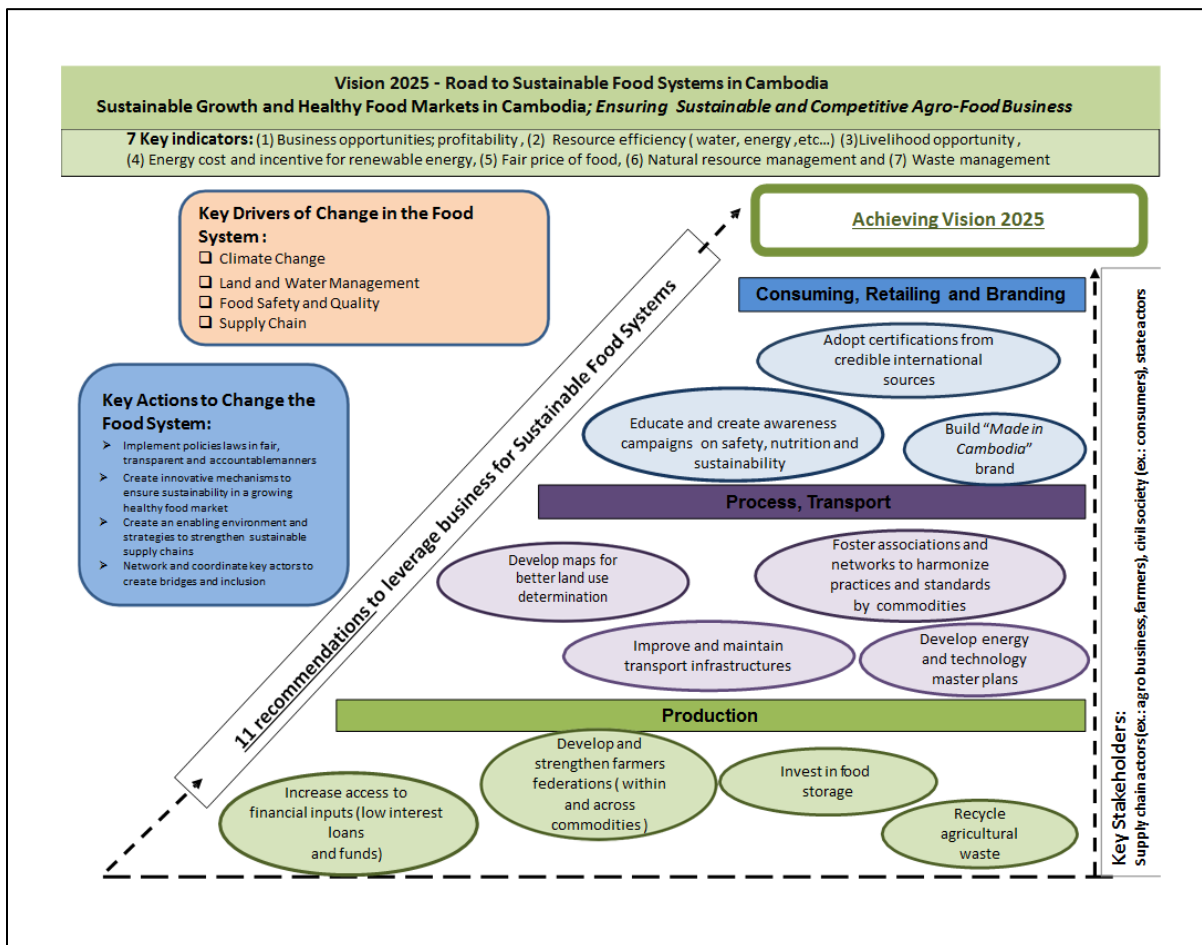 Vision 2025 - Road to Sustainable Food Systems in Cambodia
Sustainable Growth and Healthy Food Markets in Cambodia; Ensuring Sustainable and Competitive Agro-Food Business
7 Key indicators: (1) Business opportunities; profitability, (2) Resource efficiency ( water, energy ,etc...) (3)Livelihood opportunity ,
(4) Energy cost and incentive for renewable energy, (5) Fair price of food, (6) Natural resource management and (7) Waste management
Key Drivers of Change in the Food
System :
❑ Climate Change
❑ Land and Water Management
❑ Food Safety and Quality
❑ Supply Chain
Key Actions to Change the
Food System:
➢ Implement policies laws in fair,
transparent and accountablemanners
➢ Create innovative mechanisms to
ensure sustainability in a growing
healthy food market
➢ Create an enabling environment and
strategies to strengthen sustainable
supply chains
➢ Network and coordinate key actors to
create bridges and inclusion
11 recommendations to leverage business for Sustainable Food Systems
Achieving Vision 2025
Consuming, Retailing and Branding
Adopt certifications from
credible international
sources
Educate and create awareness
campaigns on safety, nutrition and
sustainability
Build "Made in
Cambodia"
brand
Process, Transport
Develop maps for
better land use
determination
Foster associations and
networks to harmonize
practices and standards
by commodities
Improve and maintain
transport infrastructures
Develop energy
and technology
master plans
Production
Increase access to
financial inputs (low interest
loans
and funds)
Develop and
strengthen farmers
federations ( within
and across
commodities )
Invest in food
storage
Recycle
agricultural
waste
Key Stakeholders:
Supply chain actors (ex.: agro business, farmers), civil society (ex.: consumers), state actors